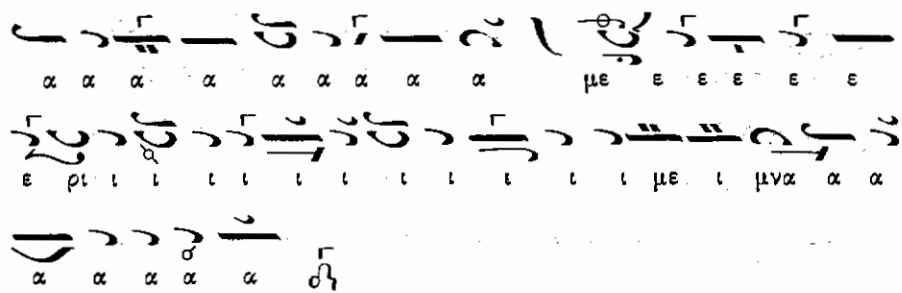 α α α α α α α α α με ε ε ε ε ε
ε ρι ι ι ι ι ι ι ι ι ι ι ι με ι μνα α α
α α α α α